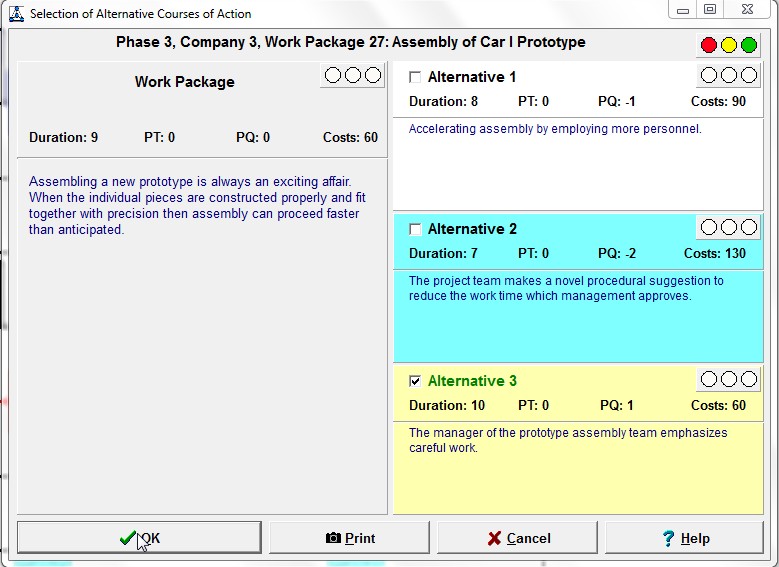 Selection of Alternative Courses of Action
Phase 3, Company 3, Work Package 27: Assembly of Car I Prototype
Work Package
Duration: 9 PT: 0 PQ: 0 Costs: 60
Assembling a new prototype is always an exciting affair.
When the individual pieces are constructed properly and fit
together with precision then assembly can proceed faster
than anticipated.
Alternative 1
Duration: 8 PT: 0 PQ: -1 Costs: 90
Accelerating assembly by employing more personnel.
Alternative 2
Duration: 7 PT: 0 PQ: -2 Costs: 130
The project team makes a novel procedural suggestion to
reduce the work time which management approves.
Alternative 3
Duration: 10 PT: 0 PQ: 1 Costs: 60
The manager of the prototype assembly team emphasizes
careful work.
OK Print Cancel Help